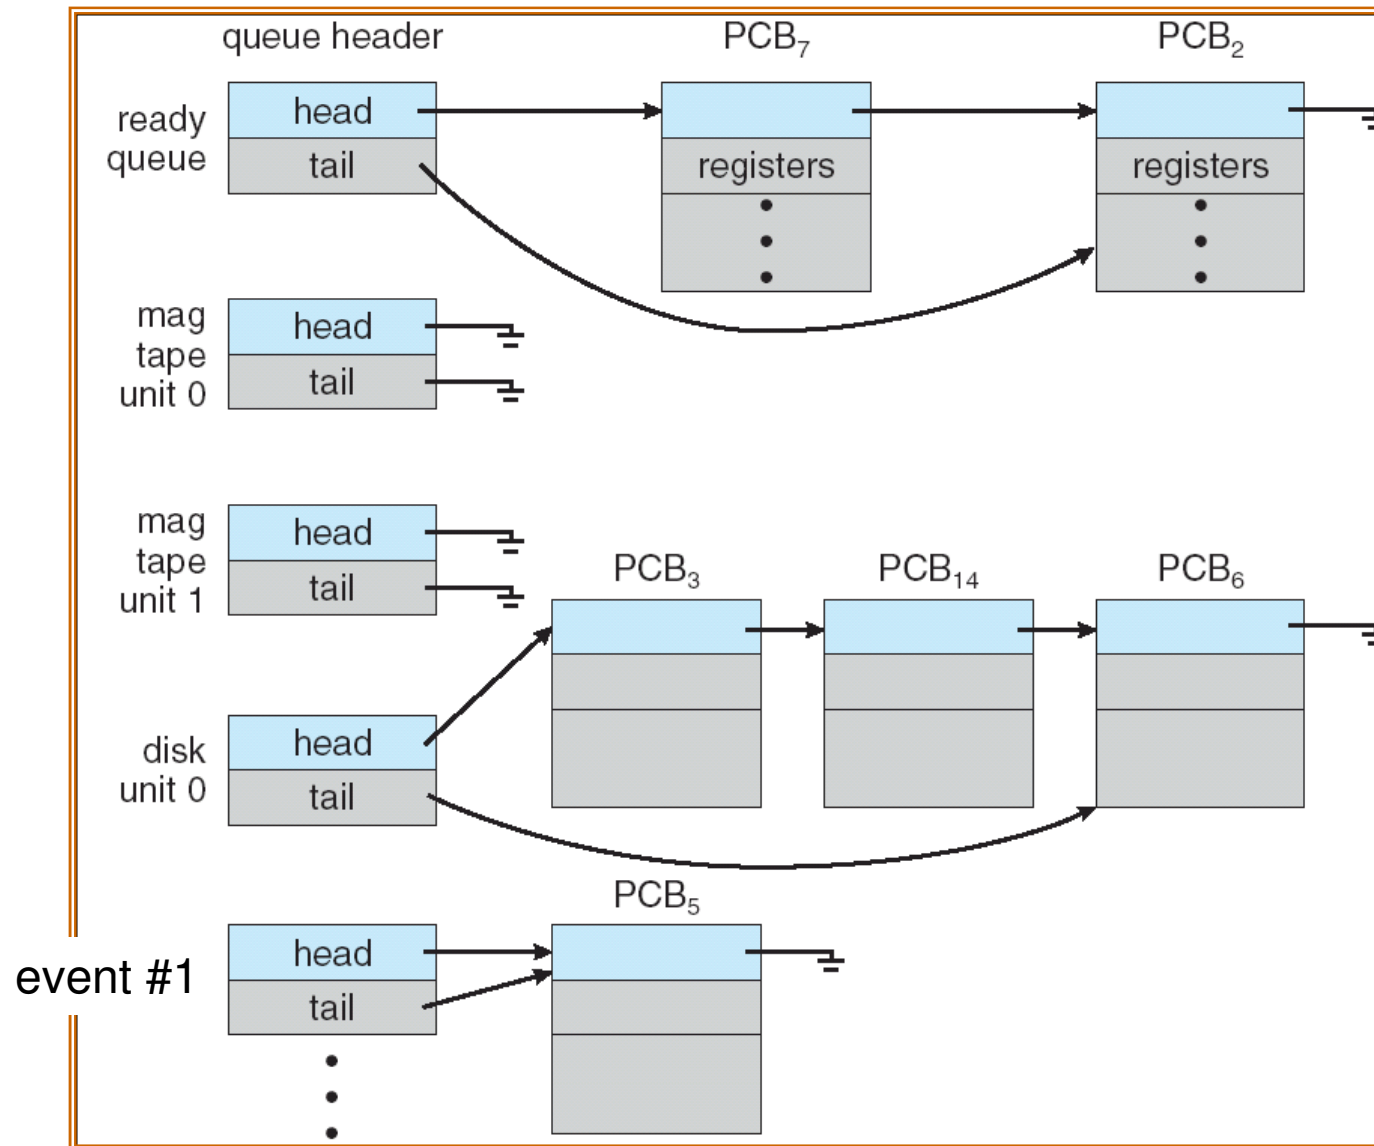 queue header
PCB₇
PCB₂
ready
queue
head
tail
registers
registers
mag
tape
unit 0
head
tail
mag
tape
unit 1
head
tail
PCB₃
PCB₁₄
PCB₆
disk
unit 0
head
tail
PCB₅
event #1
head
tail